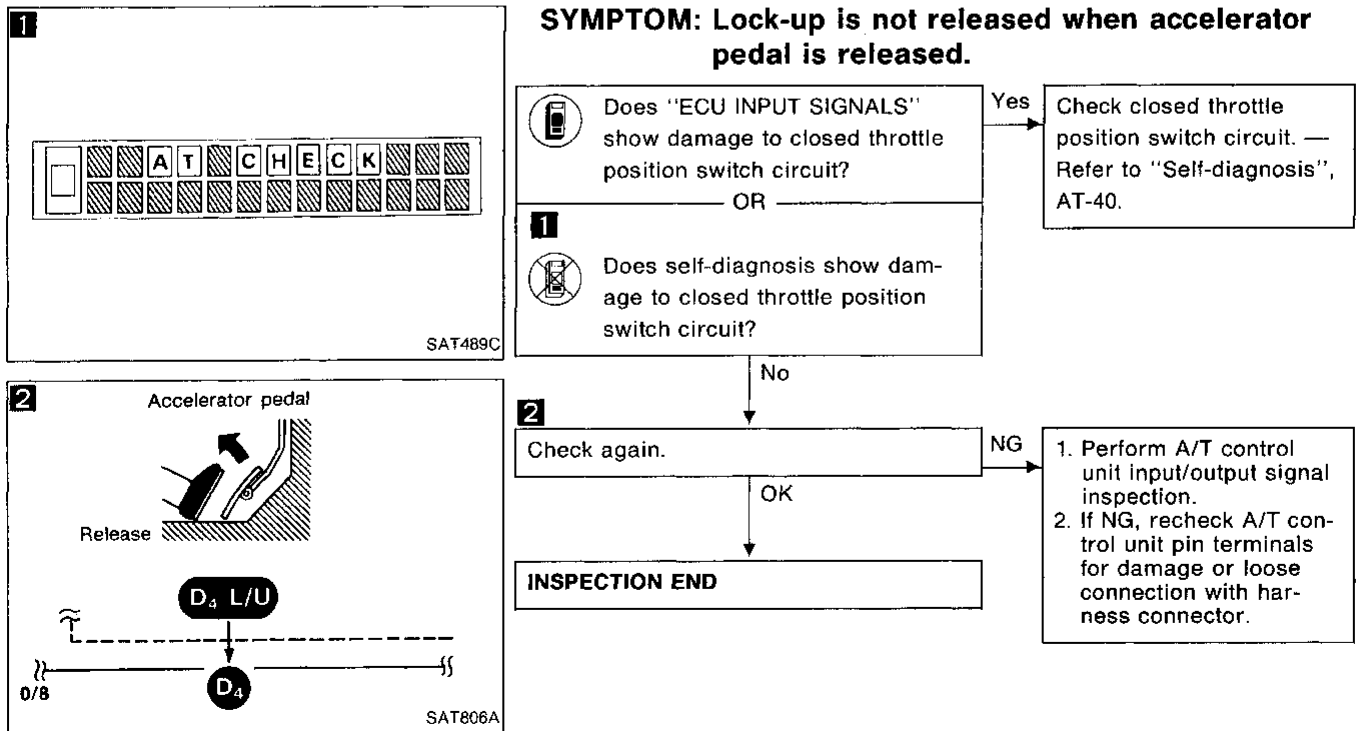 1
AT CHECK
SAT489C
2
Accelerator pedal
Release
D₄ L/U
0/8
D₄
SAT806A
SYMPTOM: Lock-up is not released when accelerator
pedal is released.
Does "ECU INPUT SIGNALS"
show damage to closed throttle
position switch circuit?
OR
1
Does self-diagnosis show dam-
age to closed throttle position
switch circuit?
Yes
Check closed throttle
position switch circuit. —
Refer to "Self-diagnosis",
AT-40.
No
2
Check again.
NG
1. Perform A/T control
unit input/output signal
inspection.
2. If NG, recheck A/T con-
trol unit pin terminals
for damage or loose
connection with har-
ness connector.
OK
INSPECTION END